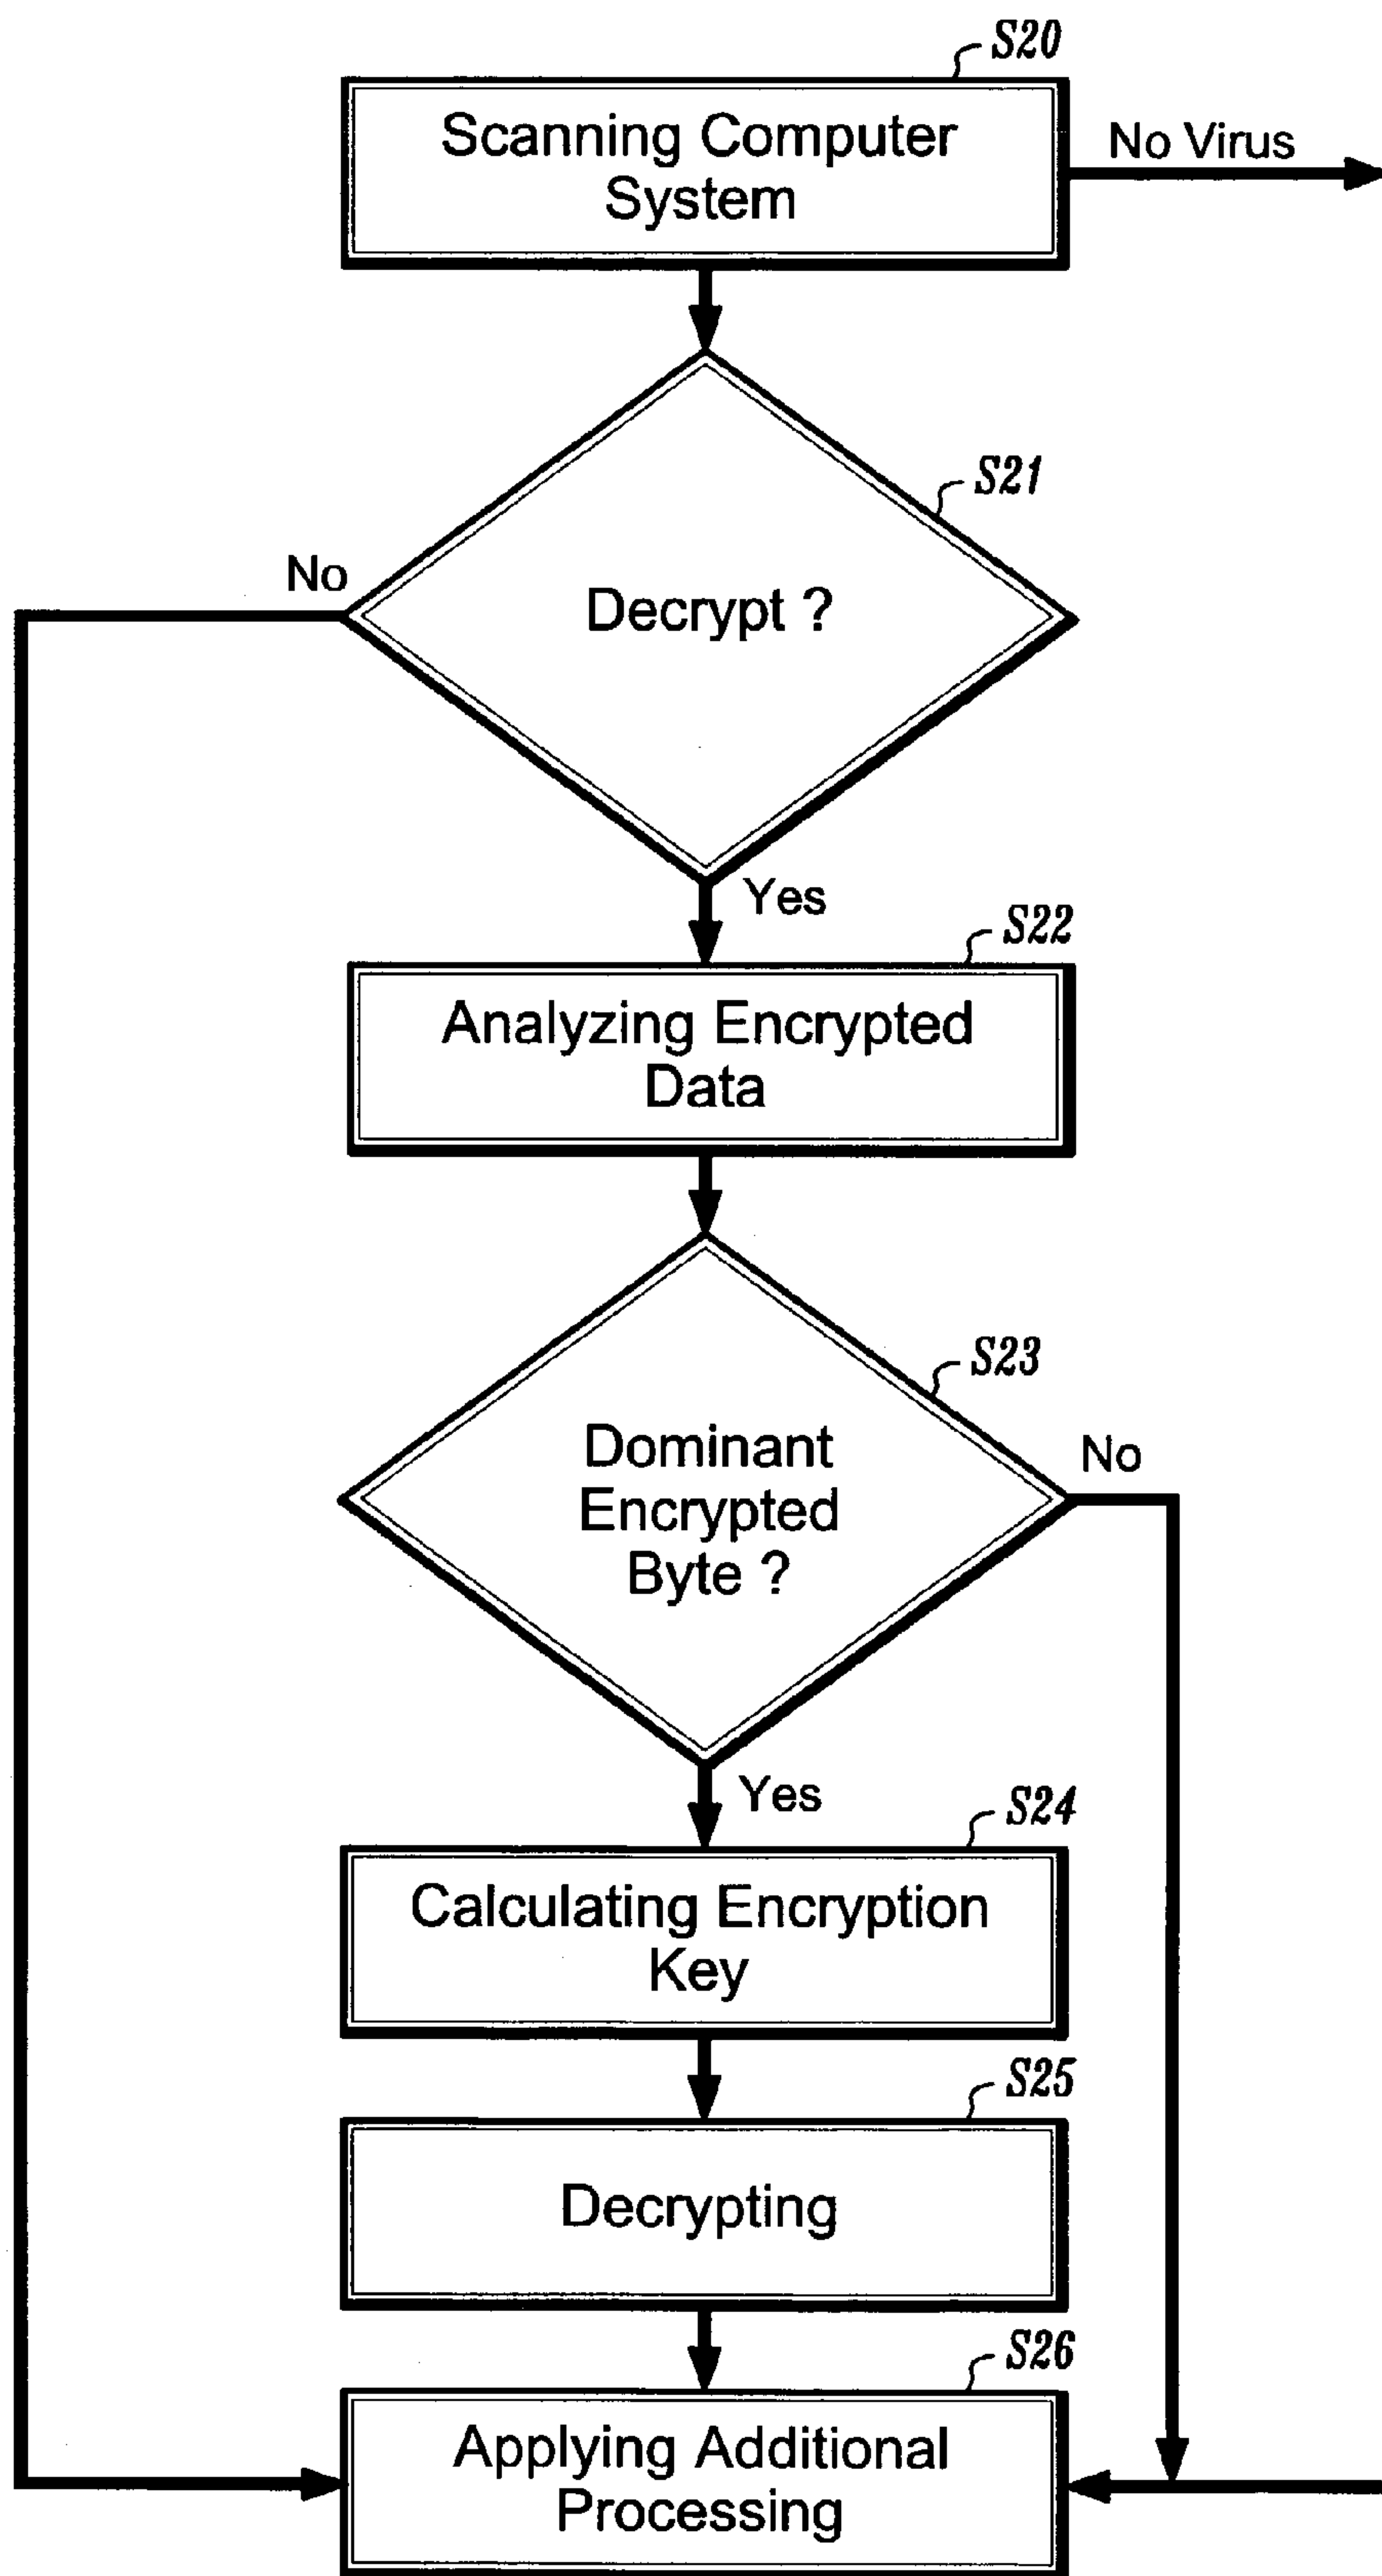 S20
Scanning Computer
System
No Virus
S21
No
Decrypt ?
Yes
S22
Analyzing Encrypted
Data
S23
Dominant
Encrypted
Byte ?
No
Yes
S24
Calculating Encryption
Key
S25
Decrypting
S26
Applying Additional
Processing